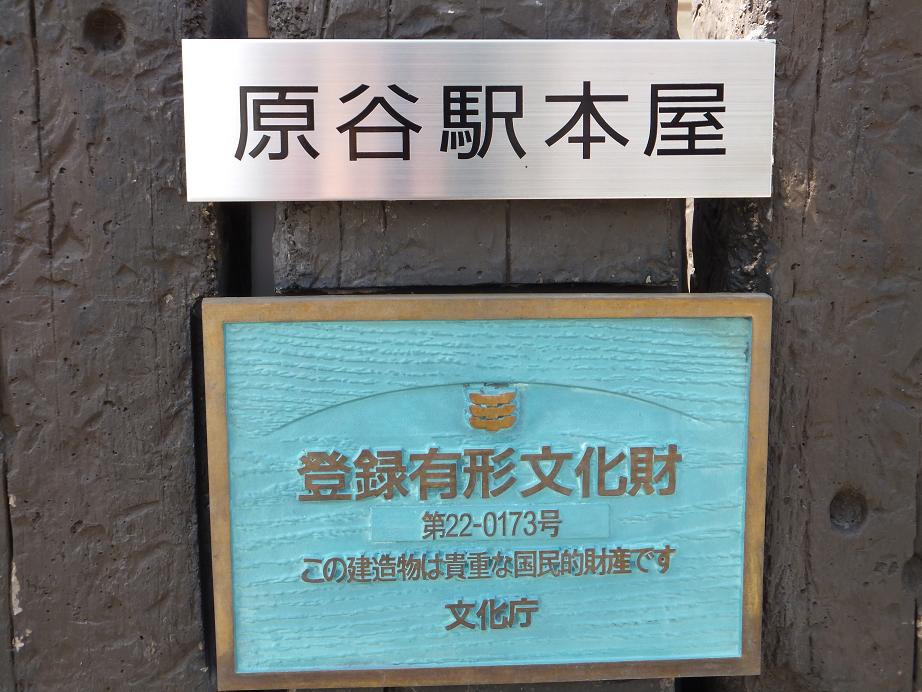 原谷駅本屋
登録有形文化財
第22-0173号
この建造物は貴重な国民的財産です
文化庁